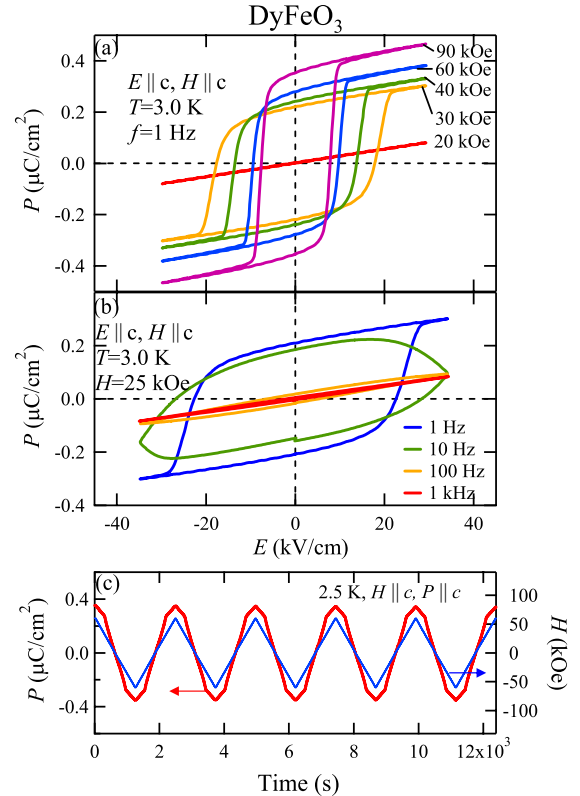 DyFeO₃
(a)
E || c, H || c
T=3.0 K
f=1 Hz
90 kOe
60 kOe
40 kOe
30 kOe
20 kOe
P (μC/cm²)
0.4
0.2
0.0
-0.2
-0.4
(b)
E || c, H || c
T=3.0 K
H=25 kOe
1 Hz
10 Hz
100 Hz
1 kHz
P (μC/cm²)
0.2
0.0
-0.2
-0.4
-40 -20 0 20 40
E (kV/cm)
(c)
2.5 K, H || c, P || c
P (μC/cm²)
0.4
0.0
-0.4
100
50
0
-50
-100
H (kOe)
0 2 4 6 8 10 12x10³
Time (s)